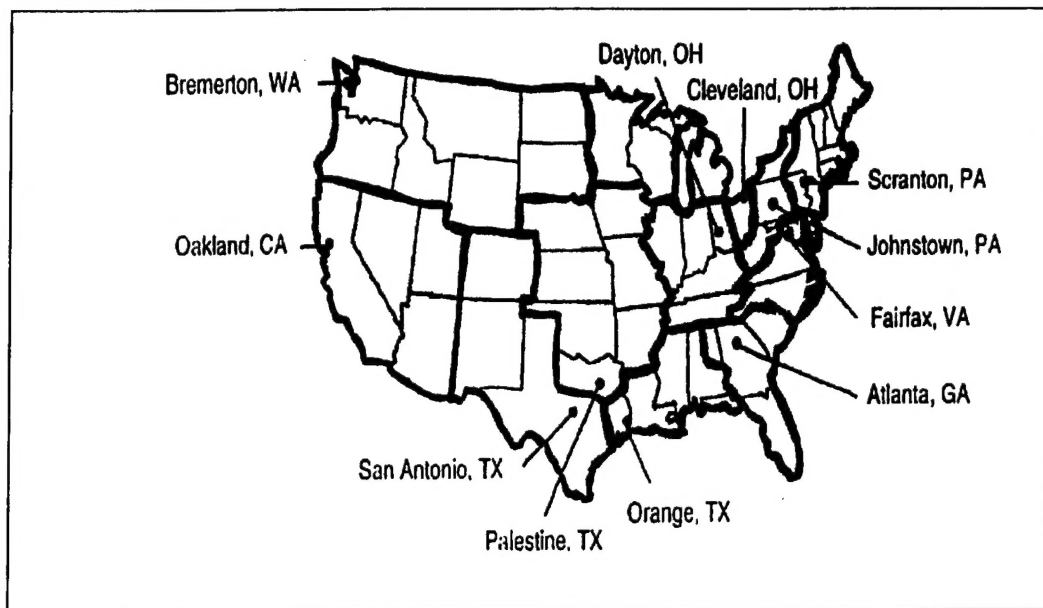 Dayton, OH
Bremerton, WA
Cleveland, OH
Scranton, PA
Oakland, CA
Johnstown, PA
Fairfax, VA
Atlanta, GA
San Antonio, TX
Orange, TX
Palestine, TX